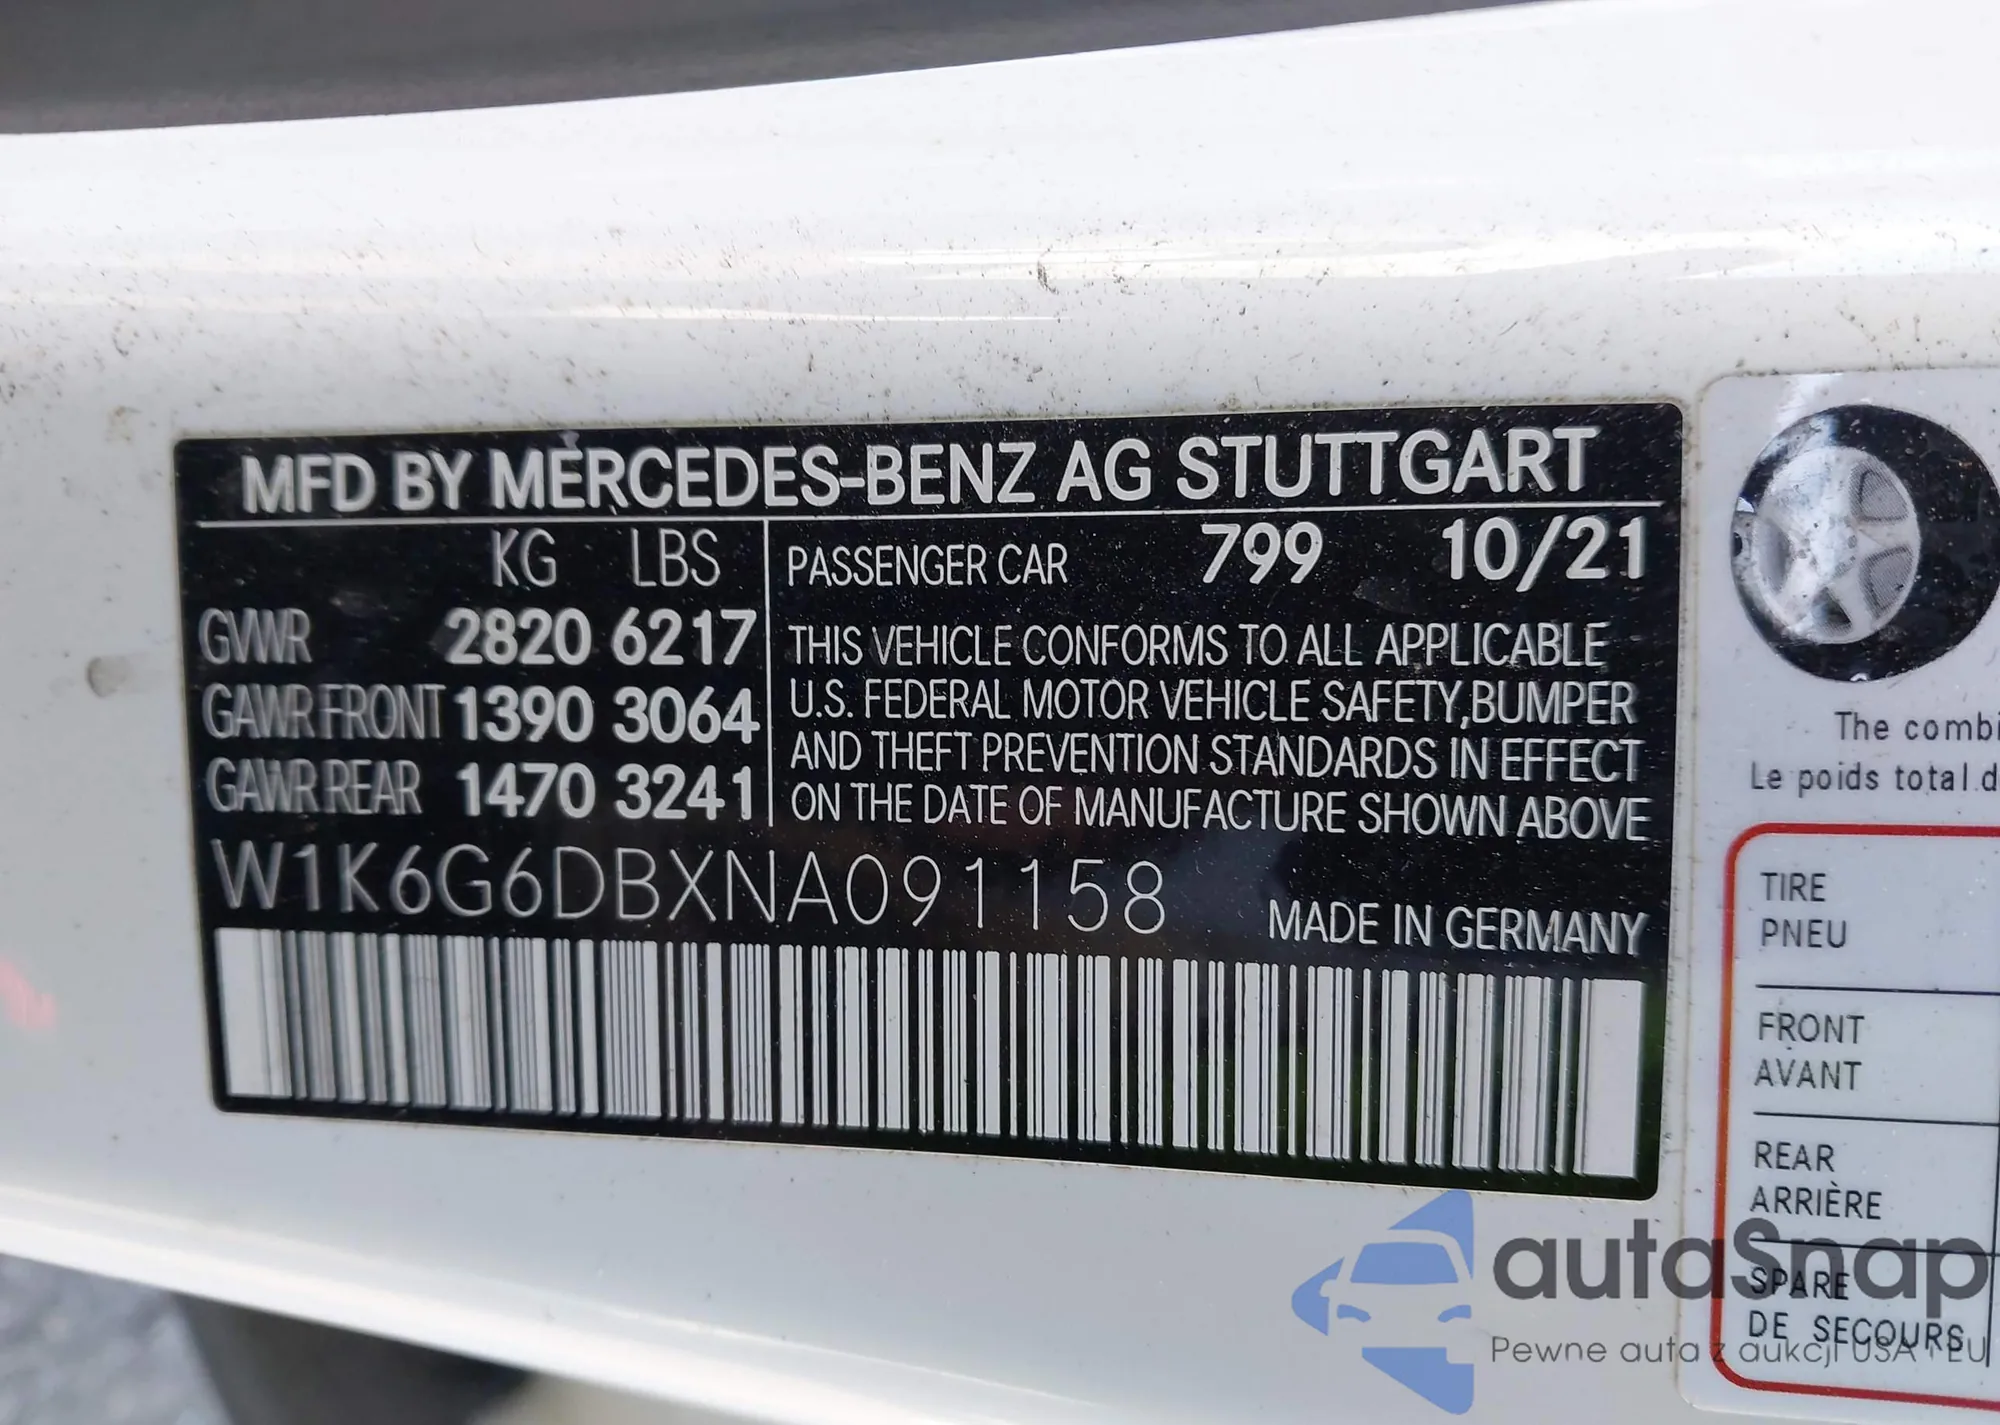 MFD BY MERCEDES-BENZ AG STUTTGART
KG LBS
GVWR 2820 6217
GAWR FRONT 1390 3064
GAWR REAR 1470 3241
PASSENGER CAR 799 10/21
THIS VEHICLE CONFORMS TO ALL APPLICABLE
U.S. FEDERAL MOTOR VEHICLE SAFETY,BUMPER
AND THEFT PREVENTION STANDARDS IN EFFECT
ON THE DATE OF MANUFACTURE SHOWN ABOVE
W1K6G6DBXNA091158
MADE IN GERMANY
The combi
Le poids total d
TIRE
PNEU
FRONT
AVANT
REAR
ARRIÈRE
SPARE
DE SECOURS
autoSnap
Pewne auta z aukcji USA i EU